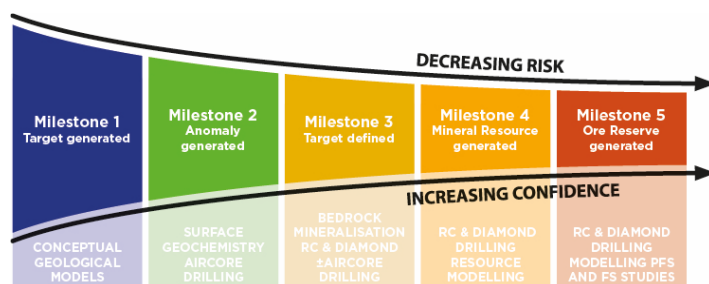 DECREASING RISK
Milestone 1
Target generated
Milestone 2
Anomaly
generated
Milestone 3
Target defined
Milestone 4
Mineral Resource
generated
Milestone 5
Ore Reserve
generated
INCREASING CONFIDENCE
CONCEPTUAL
GEOLOGICAL
MODELS
SURFACE
GEOCHEMISTRY
AIRCORE
DRILLING
BEDROCK
MINERALISATION
RC & DIAMOND
±AIRCORE
DRILLING
RC & DIAMOND
DRILLING
RESOURCE
MODELLING
RC & DIAMOND
DRILLING
MODELLING PFS
AND FS STUDIES